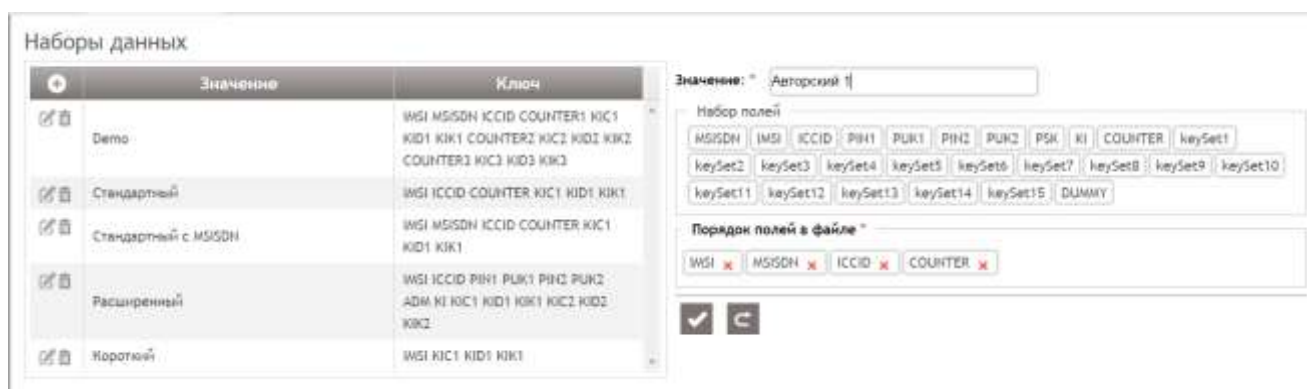 Наборы данных
Значение Ключ
Demo
IMSI MSISDN ICCID COUNTER1 KIC1
KID1 KIK1 COUNTER2 KIC2 KID2 KIK2
COUNTER3 KIC3 KID3 KIK3
Стандартный IMSI ICCID COUNTER KIC1 KID1 KIK1
Стандартный с MSISDN
IMSI MSISDN ICCID COUNTER KIC1
KID1 KIK1
Расширенный
IMSI ICCID PIN1 PUK1 PIN2 PUK2
ADM KI KIC1 KID1 KIK1 KIC2 KID2
KIK2
Короткий IMSI KIC1 KID1 KIK1
Значение: * Авторский 1
Набор полей
MSISDN IMSI ICCID PIN1 PUK1 PIN2 PUK2 PSK KI COUNTER keySet1
keySet2 keySet3 keySet4 keySet5 keySet6 keySet7 keySet8 keySet9 keySet10
keySet11 keySet12 keySet13 keySet14 keySet15 DUMMY
Порядок полей в файле *
IMSI x MSISDN x ICCID x COUNTER x